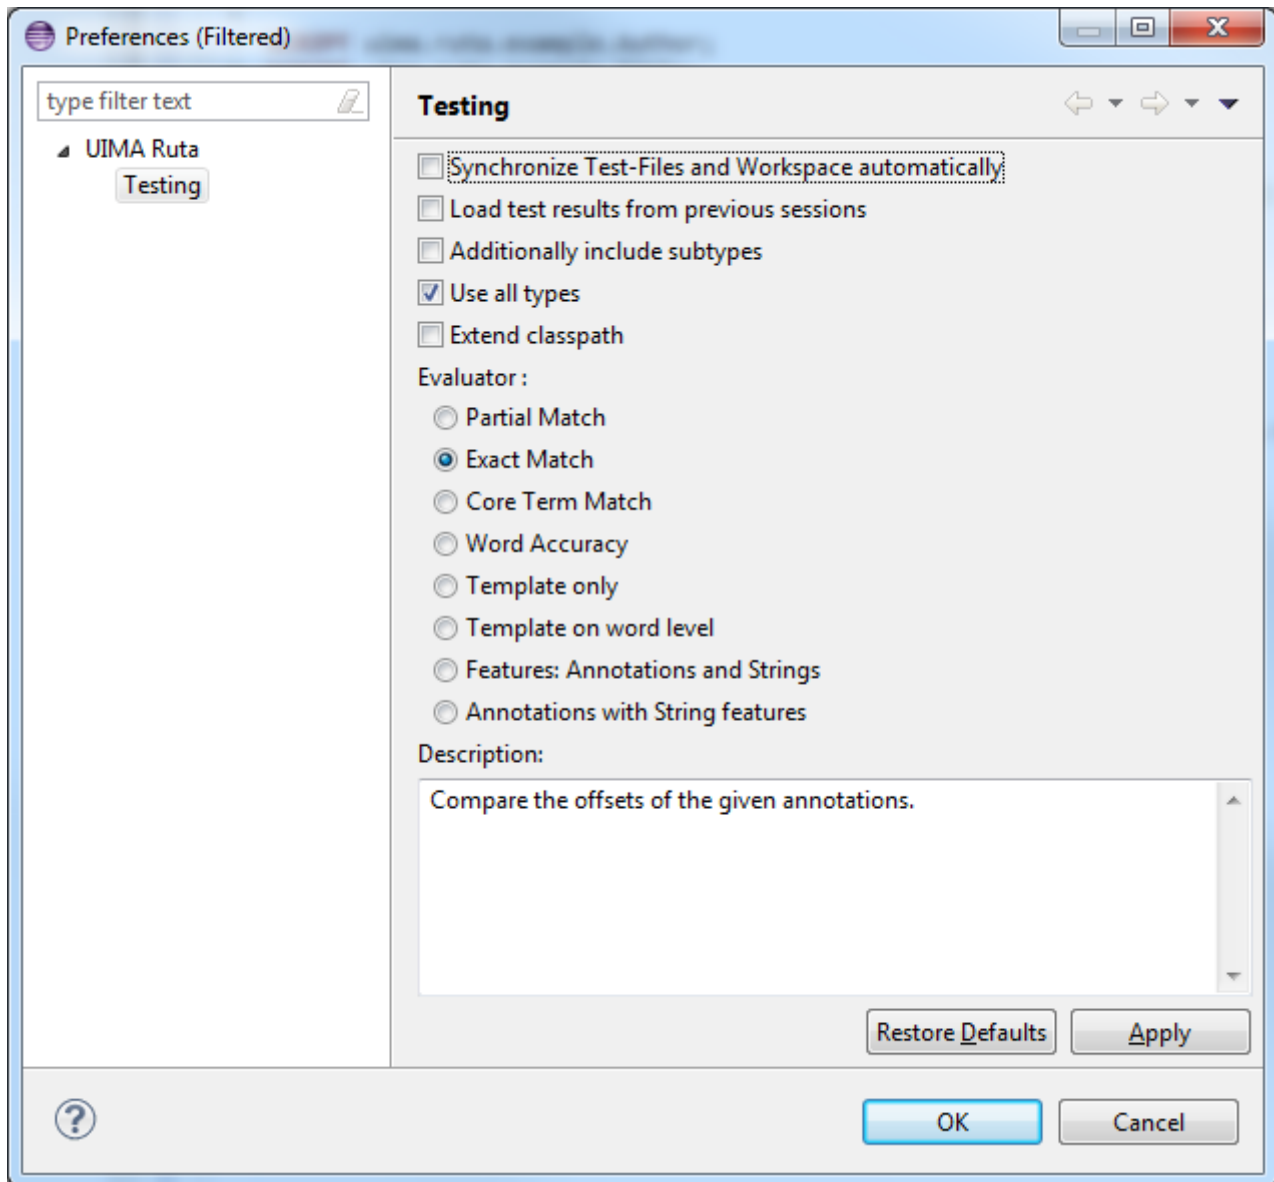 Preferences (Filtered)
type filter text
UIMA Ruta
Testing
Testing
Synchronize Test-Files and Workspace automatically
Load test results from previous sessions
Additionally include subtypes
Use all types
Extend classpath
Evaluator :
Partial Match
Exact Match
Core Term Match
Word Accuracy
Template only
Template on word level
Features: Annotations and Strings
Annotations with String features
Description:
Compare the offsets of the given annotations.
Restore Defaults
Apply
?
OK
Cancel